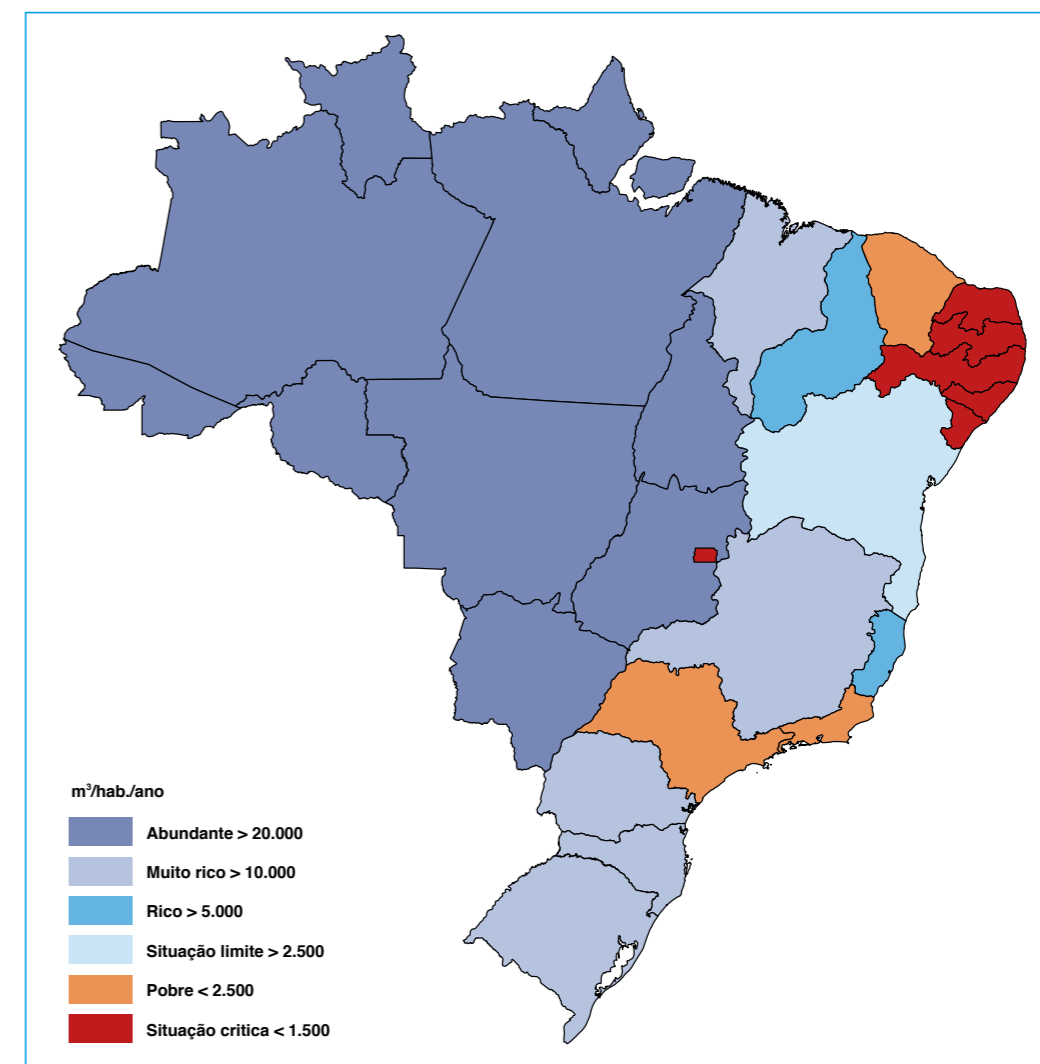 m³/hab./ano
Abundante > 20.000
Muito rico > 10.000
Rico > 5.000
Situação limite > 2.500
Pobre < 2.500
Situação critica < 1.500